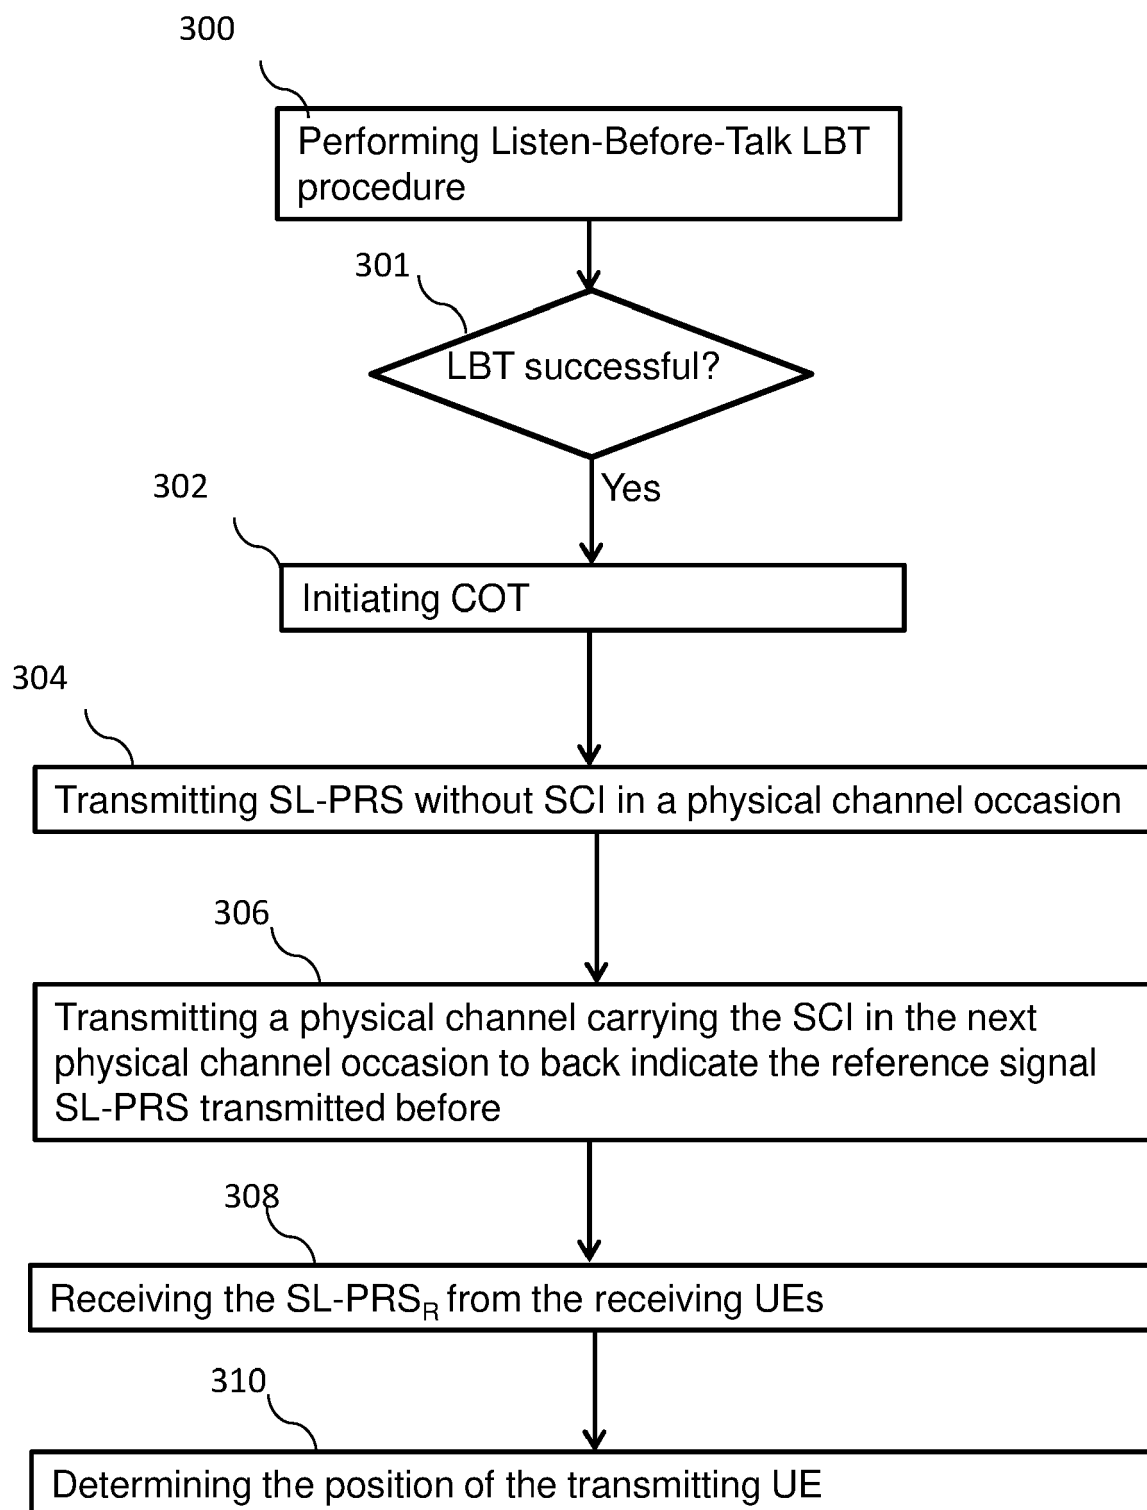 300
Performing Listen-Before-Talk LBT
procedure
301
LBT successful?
302
Yes
Initiating COT
304
Transmitting SL-PRS without SCI in a physical channel occasion
306
Transmitting a physical channel carrying the SCI in the next
physical channel occasion to back indicate the reference signal
SL-PRS transmitted before
308
Receiving the SL-PRSR from the receiving UEs
310
Determining the position of the transmitting UE